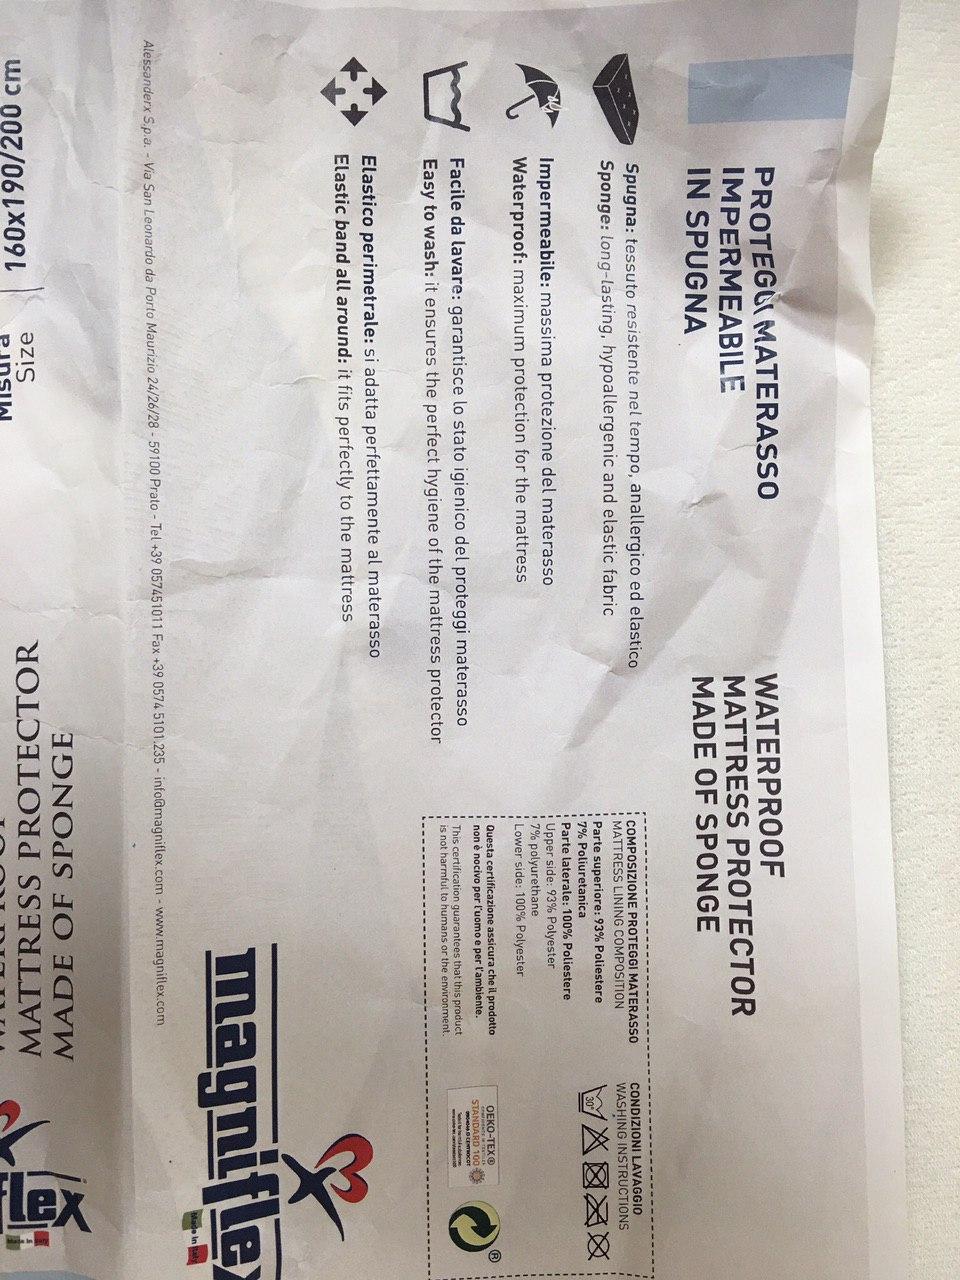 PROTEGGI MATERASSO
IMPERMEABILE
IN SPUGNA
WATERPROOF
MATTRESS PROTECTOR
MADE OF SPONGE
Spugna: tessuto resistente nel tempo, anallergico ed elastico
Sponge: long-lasting, hypoallergenic and elastic fabric
Impermeabile: massima protezione del materasso
Waterproof: maximum protection for the mattress
Facile da lavare: garantisce lo stato igienico del proteggi materasso
Easy to wash: it ensures the perfect hygiene of the mattress protector
Elastico perimetrale: si adatta perfettamente al materasso
Elastic band all around: it fits perfectly to the mattress
COMPOSIZIONE PROTEGGI MATERASSO
MATTRESS LINING COMPOSITION
Parte superiore: 93% Poliestere
7% Poliuretanica
Parte laterale: 100% Poliestere
Upper side: 93% Polyester
7% polyurethane
Lower side: 100% Polyester
Questa certificazione assicura che il prodotto
non è nocivo per l'uomo e per l'ambiente.
This certification guarantees that this product
is not harmful to humans or the environment.
CONDIZIONI LAVAGGIO
WASHING INSTRUCTIONS
30°
OEKO-TEX®
STANDARD 100
®
magniflex
Made in Italy
Alessanderx S.p.a. - Via San Leonardo da Porto Maurizio 24/26/28 - 59100 Prato - Tel +39 057451011 Fax +39 0574 5101.235 - info@magniflex.com - www.magniflex.com
Misura
Size
160x190/200 cm
MADE OF SPONGE
MATTRESS PROTECTOR
flex
Made in Italy